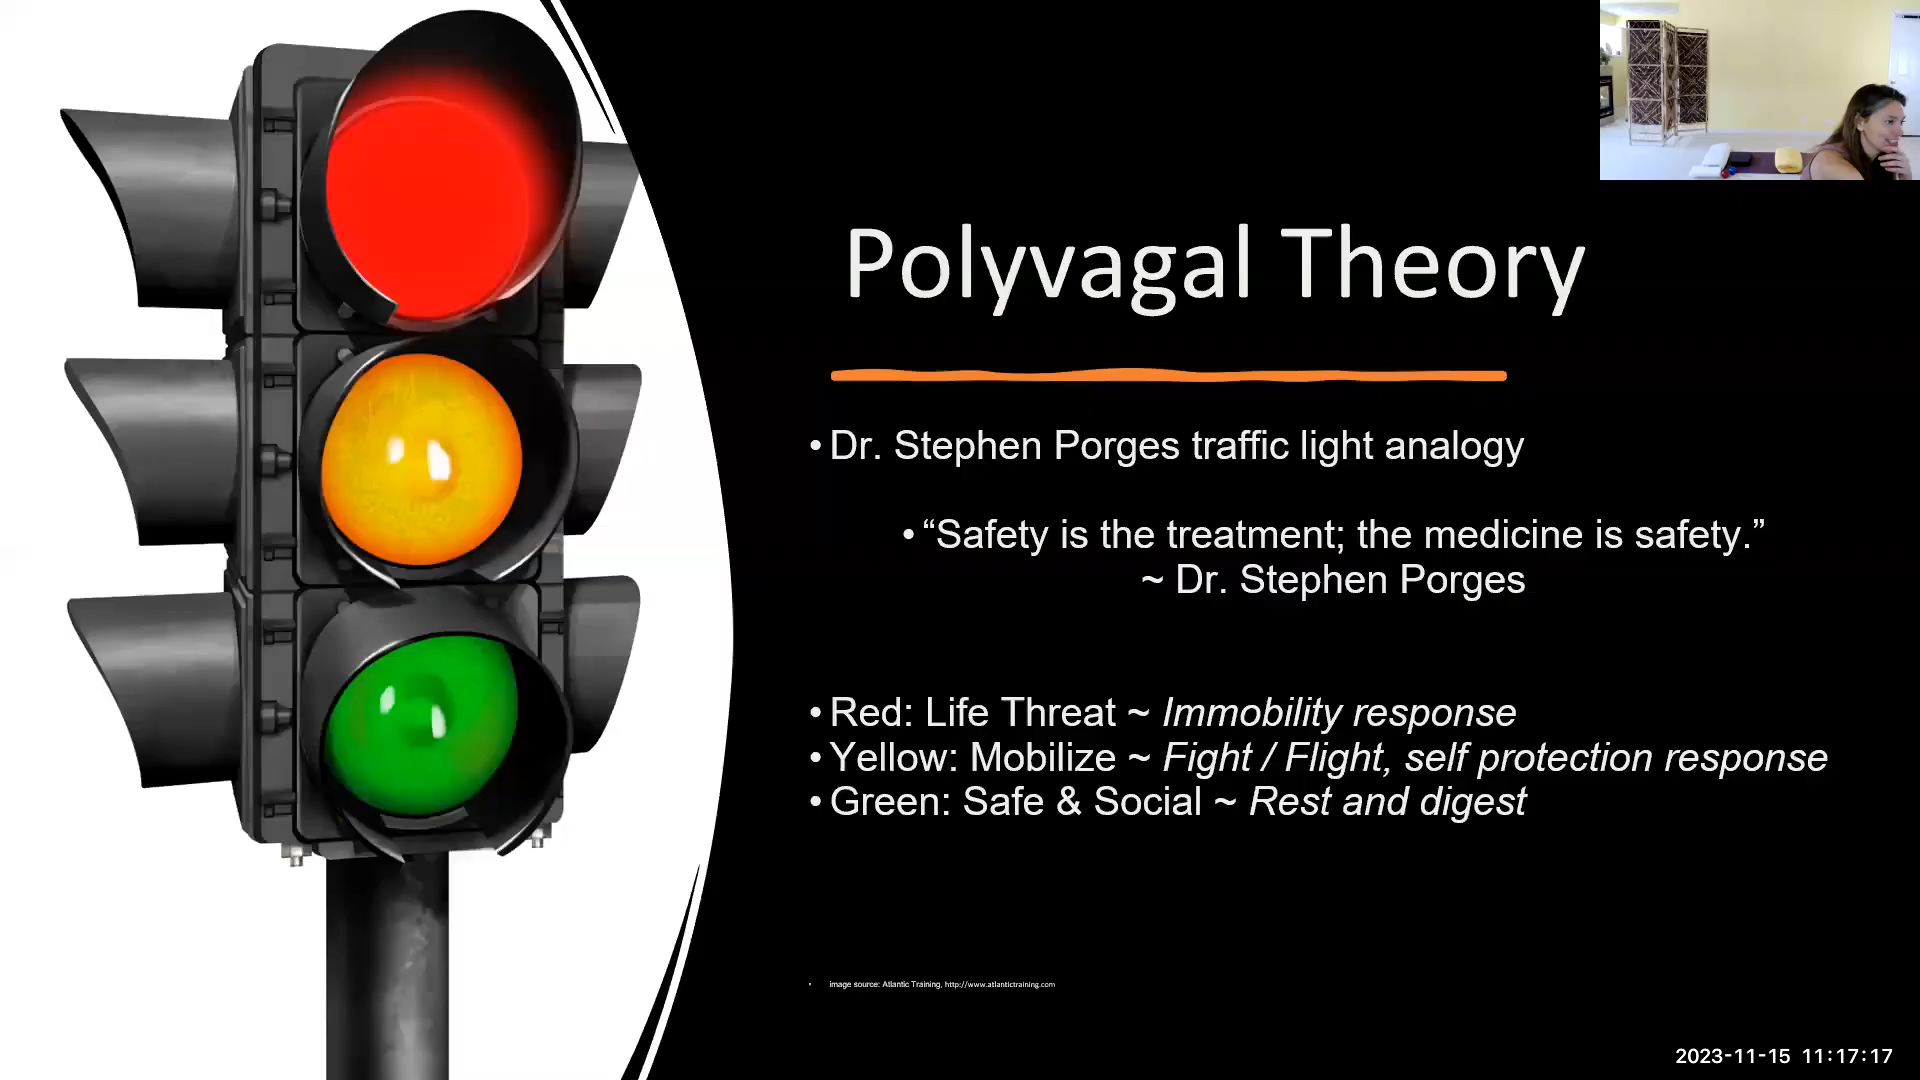 Polyvagal Theory
• Dr. Stephen Porges traffic light analogy
• “Safety is the treatment; the medicine is safety.”
~ Dr. Stephen Porges
• Red: Life Threat ~ Immobility response
• Yellow: Mobilize ~ Fight / Flight, self protection response
• Green: Safe & Social ~ Rest and digest
• image source: Atlantic Training, http://www.atlantictraining.com
2023-11-15 11:17:17